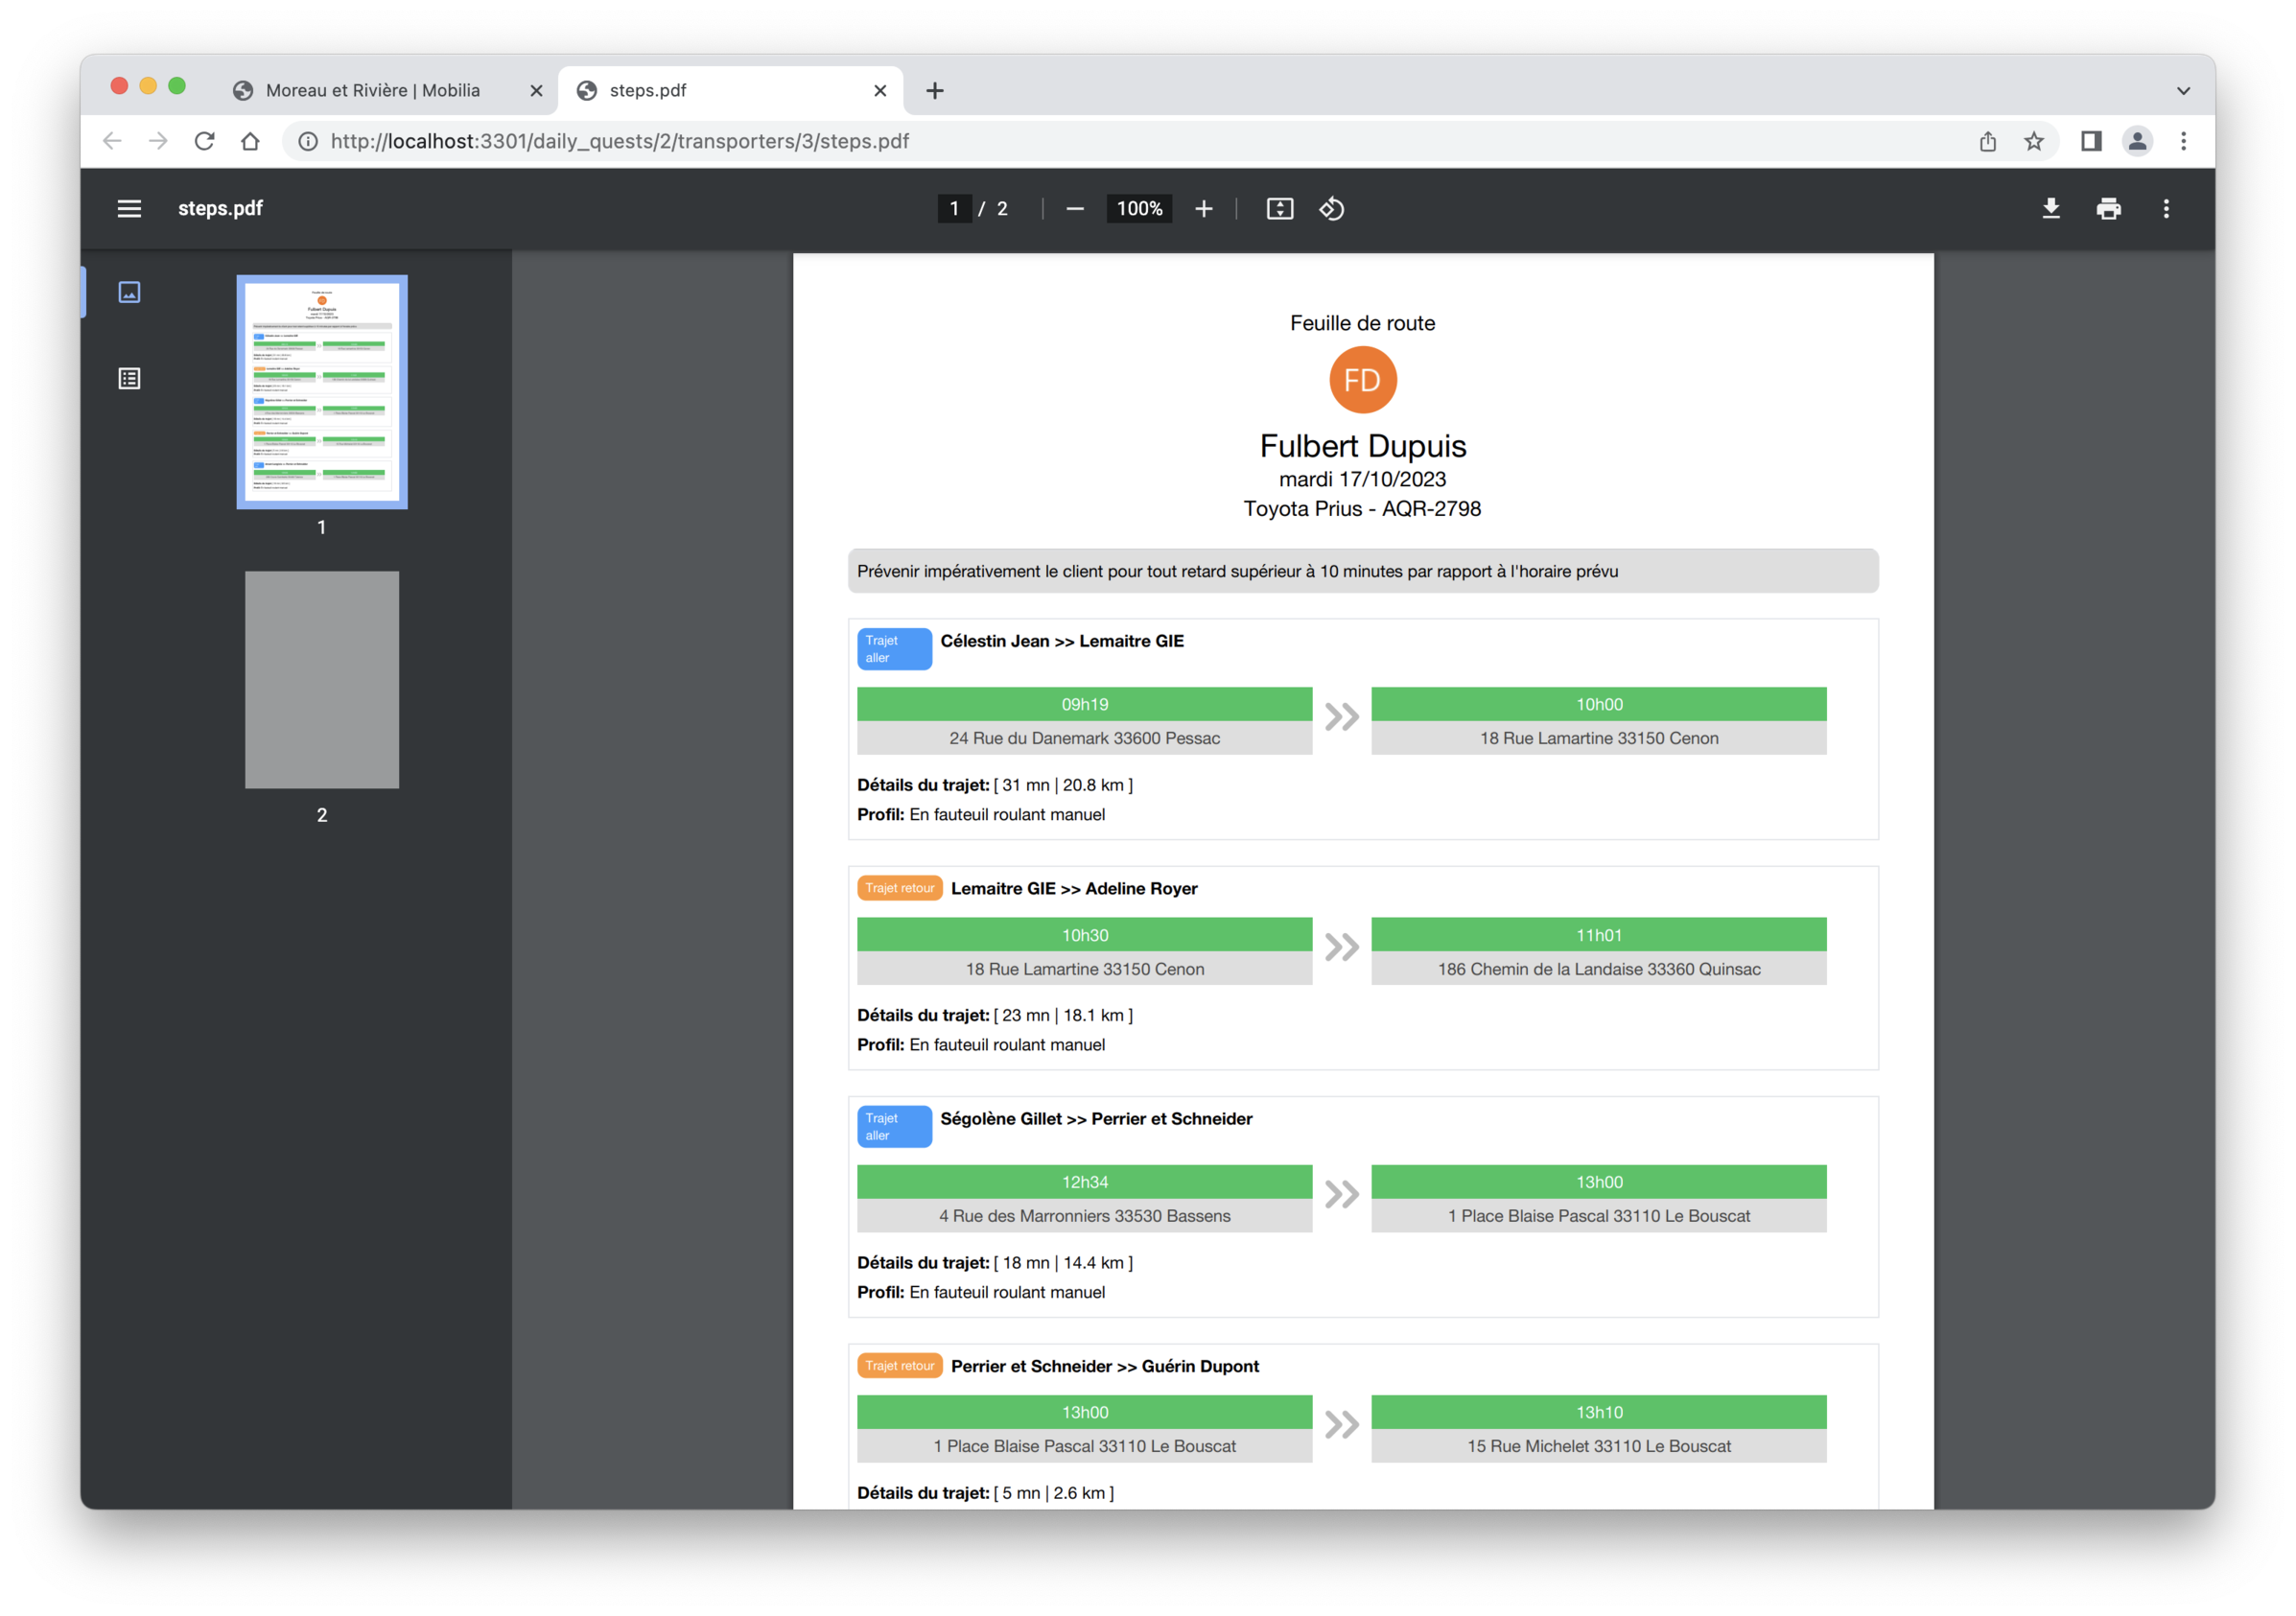 Moreau et Rivière | Mobilia
steps.pdf
http://localhost:3301/daily_quests/2/transporters/3/steps.pdf
steps.pdf
1 / 2
100%
1
2
Feuille de route
FD
Fulbert Dupuis
mardi 17/10/2023
Toyota Prius - AQR-2798
Prévenir impérativement le client pour tout retard supérieur à 10 minutes par rapport à l'horaire prévu
Trajet
aller
Célestin Jean >> Lemaitre GIE
09h19
10h00
24 Rue du Danemark 33600 Pessac
18 Rue Lamartine 33150 Cenon
Détails du trajet: [ 31 mn | 20.8 km ]
Profil: En fauteuil roulant manuel
Trajet retour Lemaitre GIE >> Adeline Royer
10h30
11h01
18 Rue Lamartine 33150 Cenon
186 Chemin de la Landaise 33360 Quinsac
Détails du trajet: [ 23 mn | 18.1 km ]
Profil: En fauteuil roulant manuel
Trajet
aller
Ségolène Gillet >> Perrier et Schneider
12h34
13h00
4 Rue des Marronniers 33530 Bassens
1 Place Blaise Pascal 33110 Le Bouscat
Détails du trajet: [ 18 mn | 14.4 km ]
Profil: En fauteuil roulant manuel
Trajet retour Perrier et Schneider >> Guérin Dupont
13h00
13h10
1 Place Blaise Pascal 33110 Le Bouscat
15 Rue Michelet 33110 Le Bouscat
Détails du trajet: [ 5 mn | 2.6 km ]